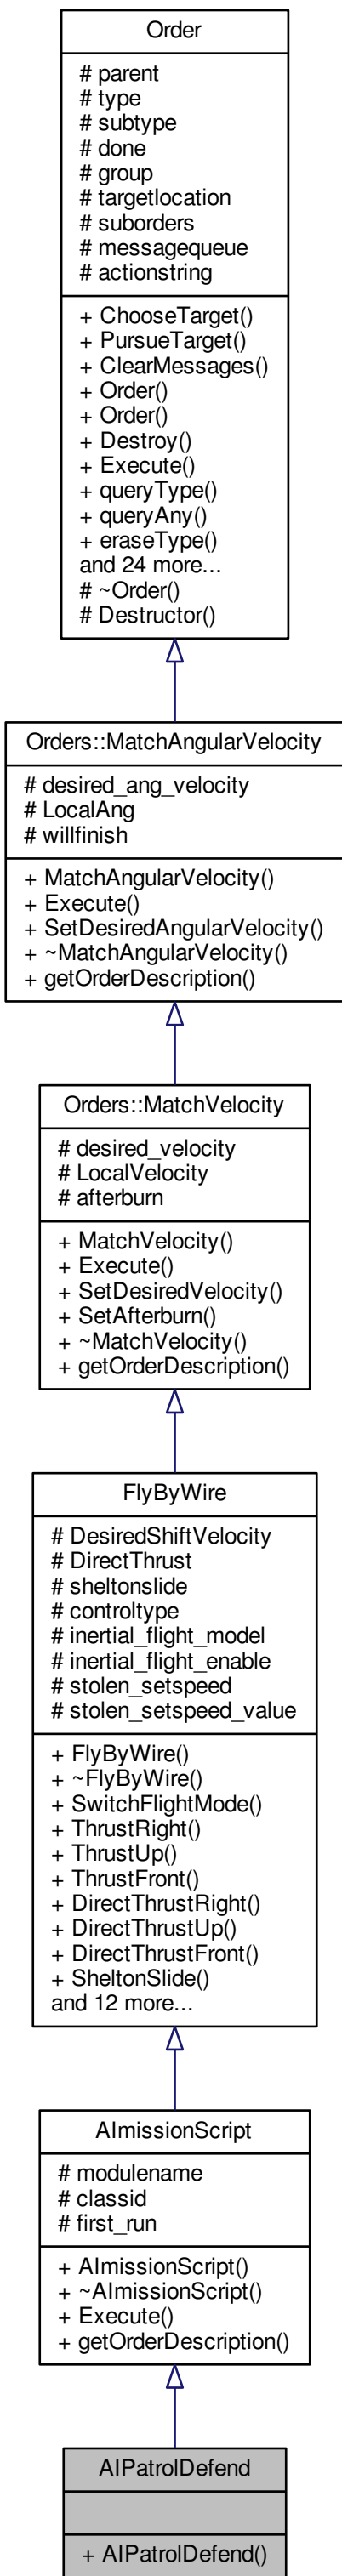 Order
# parent
# type
# subtype
# done
# group
# targetlocation
# suborders
# messagequeue
# actionstring
+ ChooseTarget()
+ PursueTarget()
+ ClearMessages()
+ Order()
+ Order()
+ Destroy()
+ Execute()
+ queryType()
+ queryAny()
+ eraseType()
and 24 more...
# ~Order()
# Destructor()
Orders::MatchAngularVelocity
# desired_ang_velocity
# LocalAng
# willfinish
+ MatchAngularVelocity()
+ Execute()
+ SetDesiredAngularVelocity()
+ ~MatchAngularVelocity()
+ getOrderDescription()
Orders::MatchVelocity
# desired_velocity
# LocalVelocity
# afterburn
+ MatchVelocity()
+ Execute()
+ SetDesiredVelocity()
+ SetAfterburn()
+ ~MatchVelocity()
+ getOrderDescription()
FlyByWire
# DesiredShiftVelocity
# DirectThrust
# sheltonslide
# controltype
# inertial_flight_model
# inertial_flight_enable
# stolen_setspeed
# stolen_setspeed_value
+ FlyByWire()
+ ~FlyByWire()
+ SwitchFlightMode()
+ ThrustRight()
+ ThrustUp()
+ ThrustFront()
+ DirectThrustRight()
+ DirectThrustUp()
+ DirectThrustFront()
+ SheltonSlide()
and 12 more...
AImissionScript
# modulename
# classid
# first_run
+ AImissionScript()
+ ~AImissionScript()
+ Execute()
+ getOrderDescription()
AIPatrolDefend
+ AIPatrolDefend()